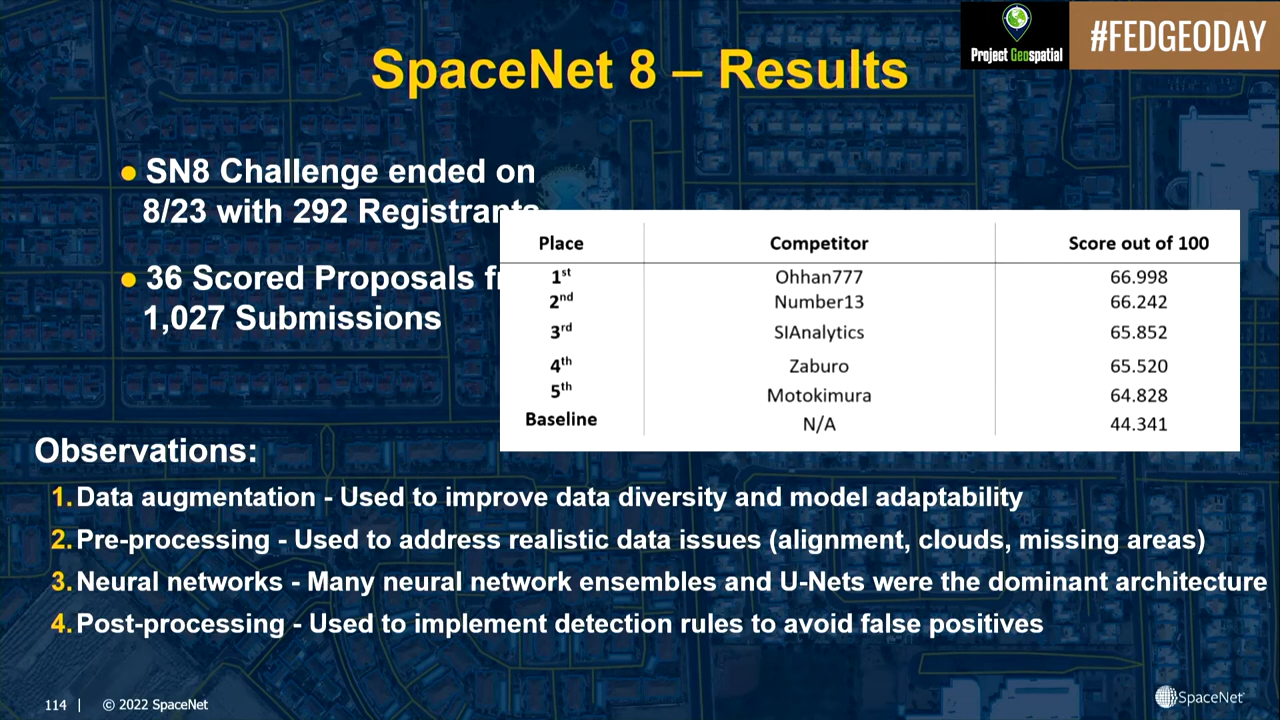 Project Geospatial
#FEDGEODAY
SpaceNet 8 – Results
● SN8 Challenge ended on
8/23 with 292 Registrants
● 36 Scored Proposals
1,027 Submissions
Place Competitor Score out of 100
1st Ohhan777 66.998
2nd Number13 66.242
3rd SIAnalytics 65.852
4th Zaburo 65.520
5th Motokimura 64.828
Baseline N/A 44.341
Observations:
1. Data augmentation - Used to improve data diversity and model adaptability
2. Pre-processing - Used to address realistic data issues (alignment, clouds, missing areas)
3. Neural networks - Many neural network ensembles and U-Nets were the dominant architecture
4. Post-processing - Used to implement detection rules to avoid false positives
114 | © 2022 SpaceNet
SpaceNet